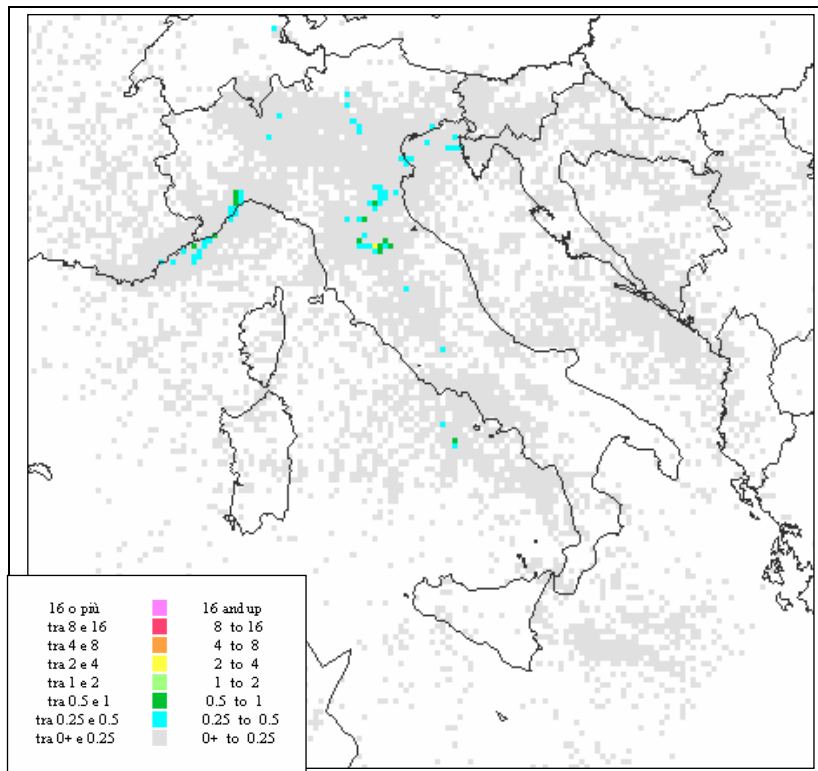 16 o più 16 and up
tra 8 e 16 8 to 16
tra 4 e 8 4 to 8
tra 2 e 4 2 to 4
tra 1 e 2 1 to 2
tra 0.5 e 1 0.5 to 1
tra 0.25 e 0.5 0.25 to 0.5
tra 0+ e 0.25 0+ to 0.25